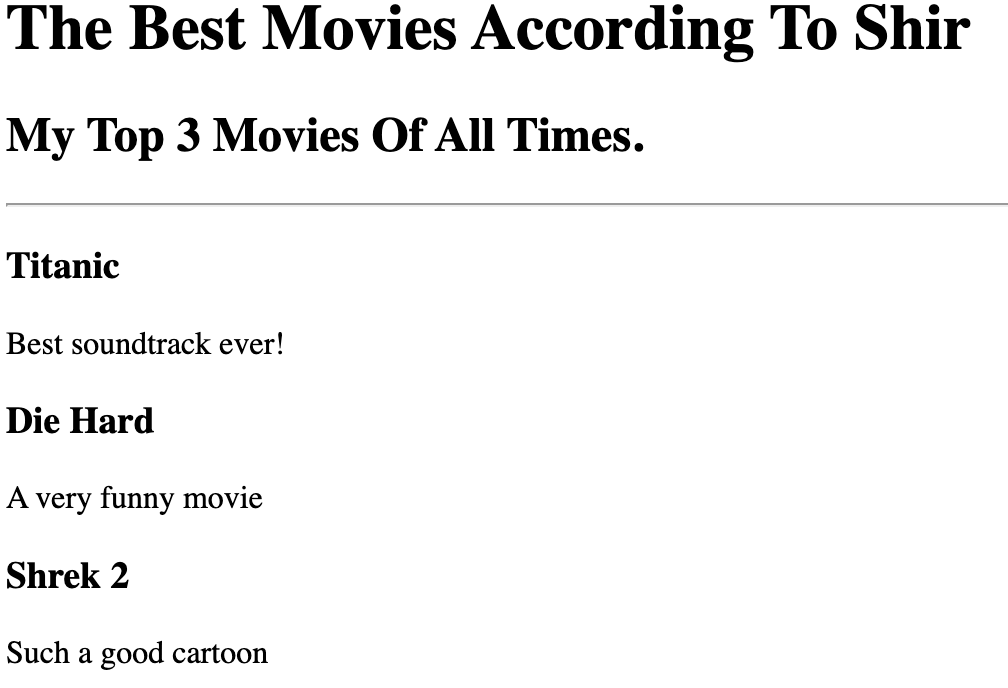 The Best Movies According To Shir
My Top 3 Movies Of All Times.
Titanic
Best soundtrack ever!
Die Hard
A very funny movie
Shrek 2
Such a good cartoon